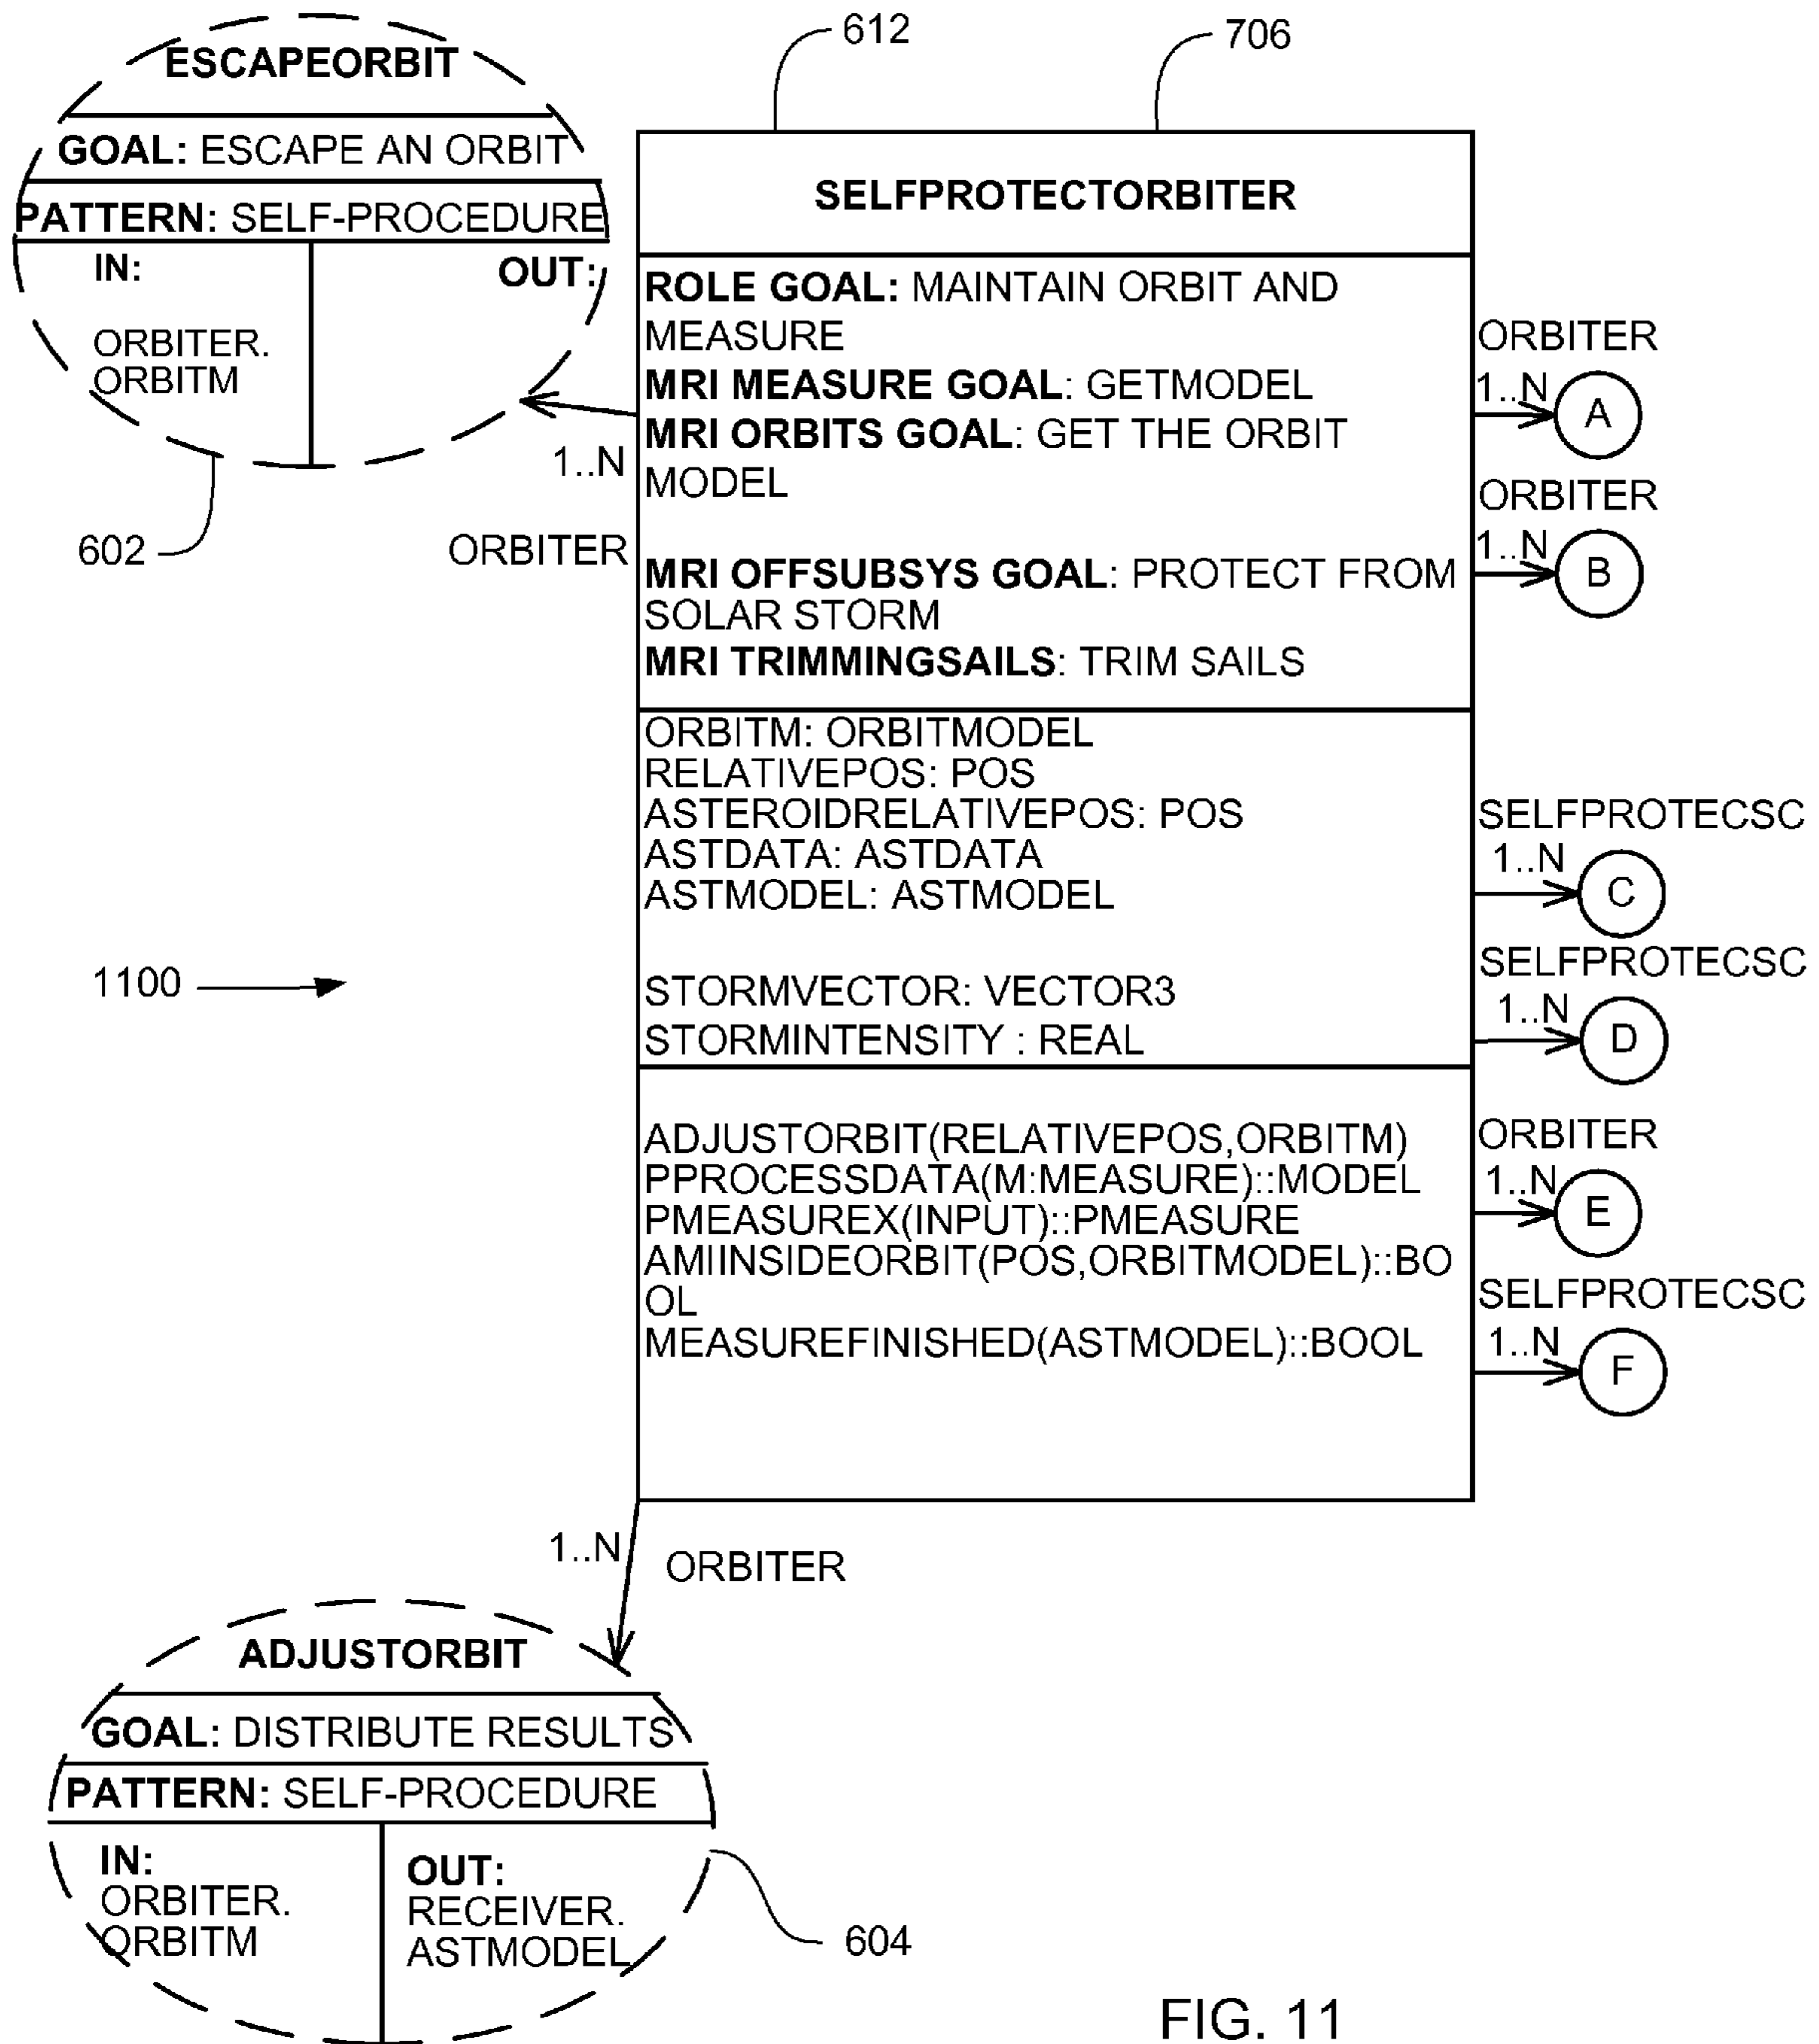 612
706
ESCAPEORBIT
GOAL: ESCAPE AN ORBIT
PATTERN: SELF-PROCEDURE
IN:
OUT:
ORBITER.
ORBITM
602
1..N
ORBITER
SELFPROTECTORBITER
ROLE GOAL: MAINTAIN ORBIT AND
MEASURE
MRI MEASURE GOAL: GETMODEL
MRI ORBITS GOAL: GET THE ORBIT
MODEL
MRI OFFSUBSYS GOAL: PROTECT FROM
SOLAR STORM
MRI TRIMMINGSAILS: TRIM SAILS
ORBITM: ORBITMODEL
RELATIVEPOS: POS
ASTEROIDRELATIVEPOS: POS
ASTDATA: ASTDATA
ASTMODEL: ASTMODEL
STORMVECTOR: VECTOR3
STORMINTENSITY : REAL
ADJUSTORBIT(RELATIVEPOS,ORBITM)
PPROCESSDATA(M:MEASURE)::MODEL
PMEASUREX(INPUT)::PMEASURE
AMIINSIDEORBIT(POS,ORBITMODEL)::BO
OL
MEASUREFINISHED(ASTMODEL)::BOOL
ORBITER
1..N
A
ORBITER
1..N
B
SELFPROTECSC
1..N
C
SELFPROTECSC
1..N
D
ORBITER
1..N
E
SELFPROTECSC
1..N
F
1100
1..N
ORBITER
ADJUSTORBIT
GOAL: DISTRIBUTE RESULTS
PATTERN: SELF-PROCEDURE
IN:
ORBITER.
ORBITM
OUT:
RECEIVER.
ASTMODEL
604
FIG. 11